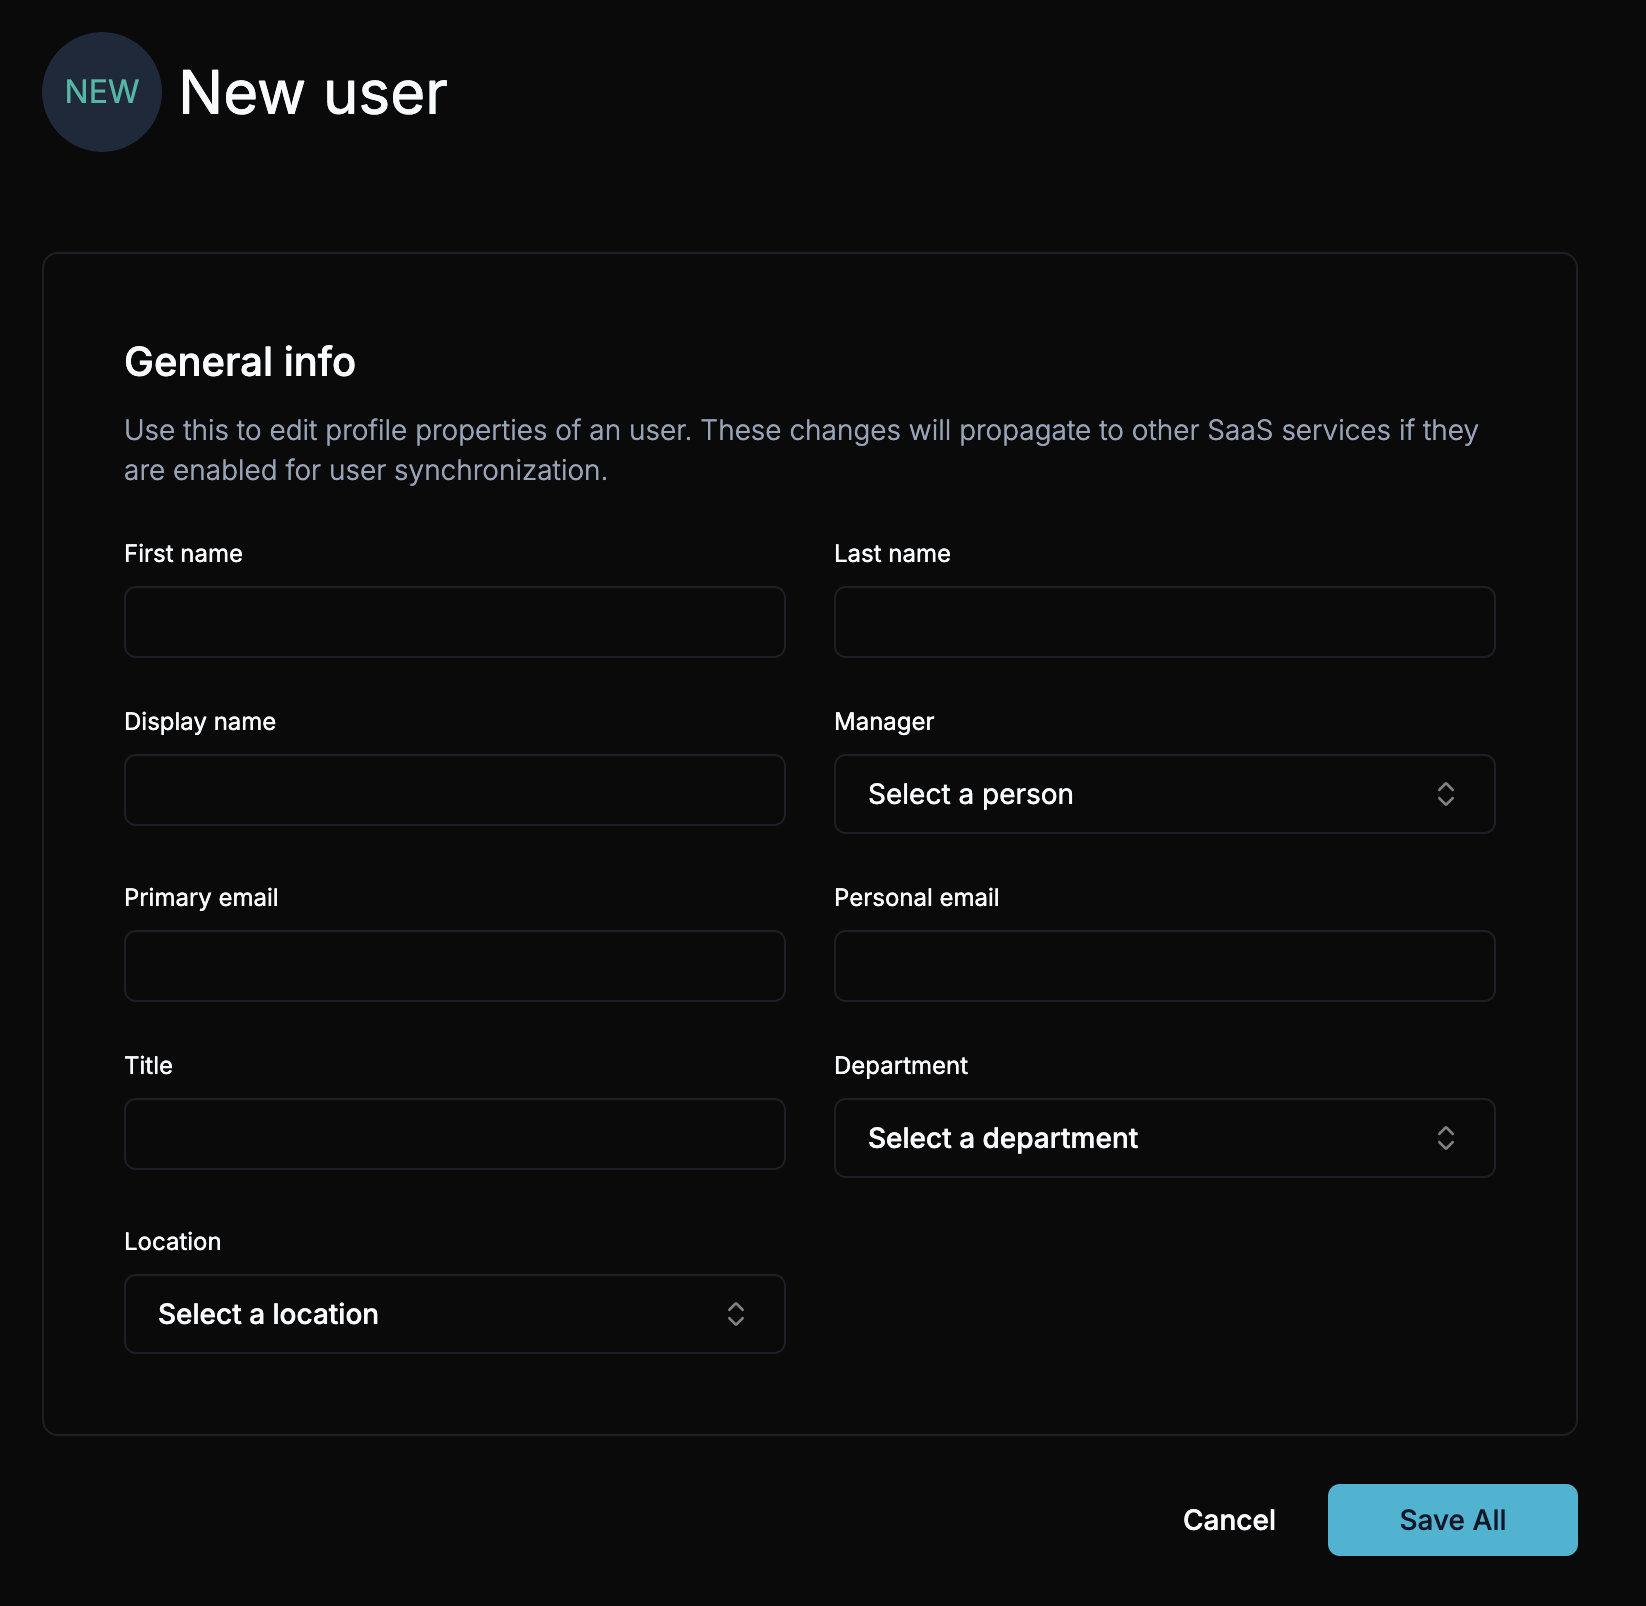 NEW
New user
General info
Use this to edit profile properties of an user. These changes will propagate to other SaaS services if they
are enabled for user synchronization.
First name
Last name
Display name
Manager
Select a person
Primary email
Personal email
Title
Department
Select a department
Location
Select a location
Cancel
Save All